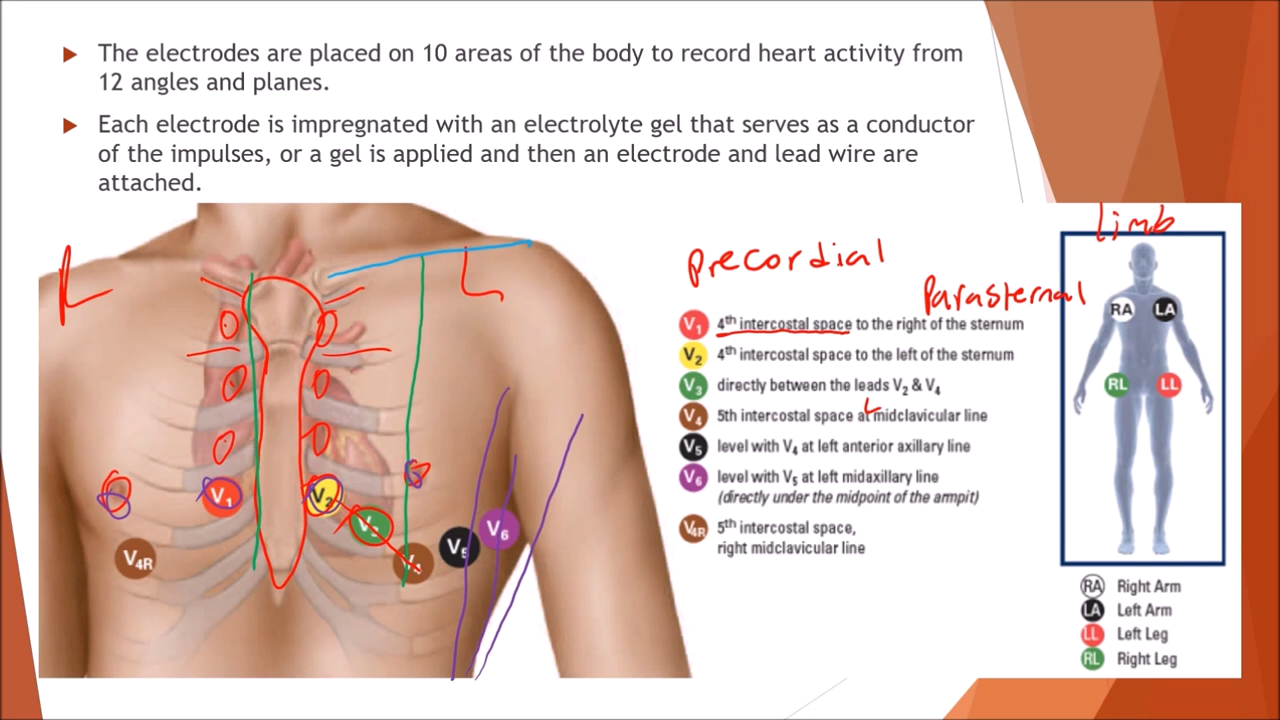 The electrodes are placed on 10 areas of the body to record heart activity from
12 angles and planes.
Each electrode is impregnated with an electrolyte gel that serves as a conductor
of the impulses, or a gel is applied and then an electrode and lead wire are
attached.
R
L
V1
V2
V3
V4
V5
V6
V4R
Precordial
Parasternal
V1 4th intercostal space to the right of the sternum
V2 4th intercostal space to the left of the sternum
V3 directly between the leads V2 & V4
V4 5th intercostal space at L midclavicular line
V5 level with V4 at left anterior axillary line
V6 level with V5 at left midaxillary line
(directly under the midpoint of the armpit)
V4R 5th intercostal space,
right midclavicular line
limb
RA LA
RL LL
RA Right Arm
LA Left Arm
LL Left Leg
RL Right Leg